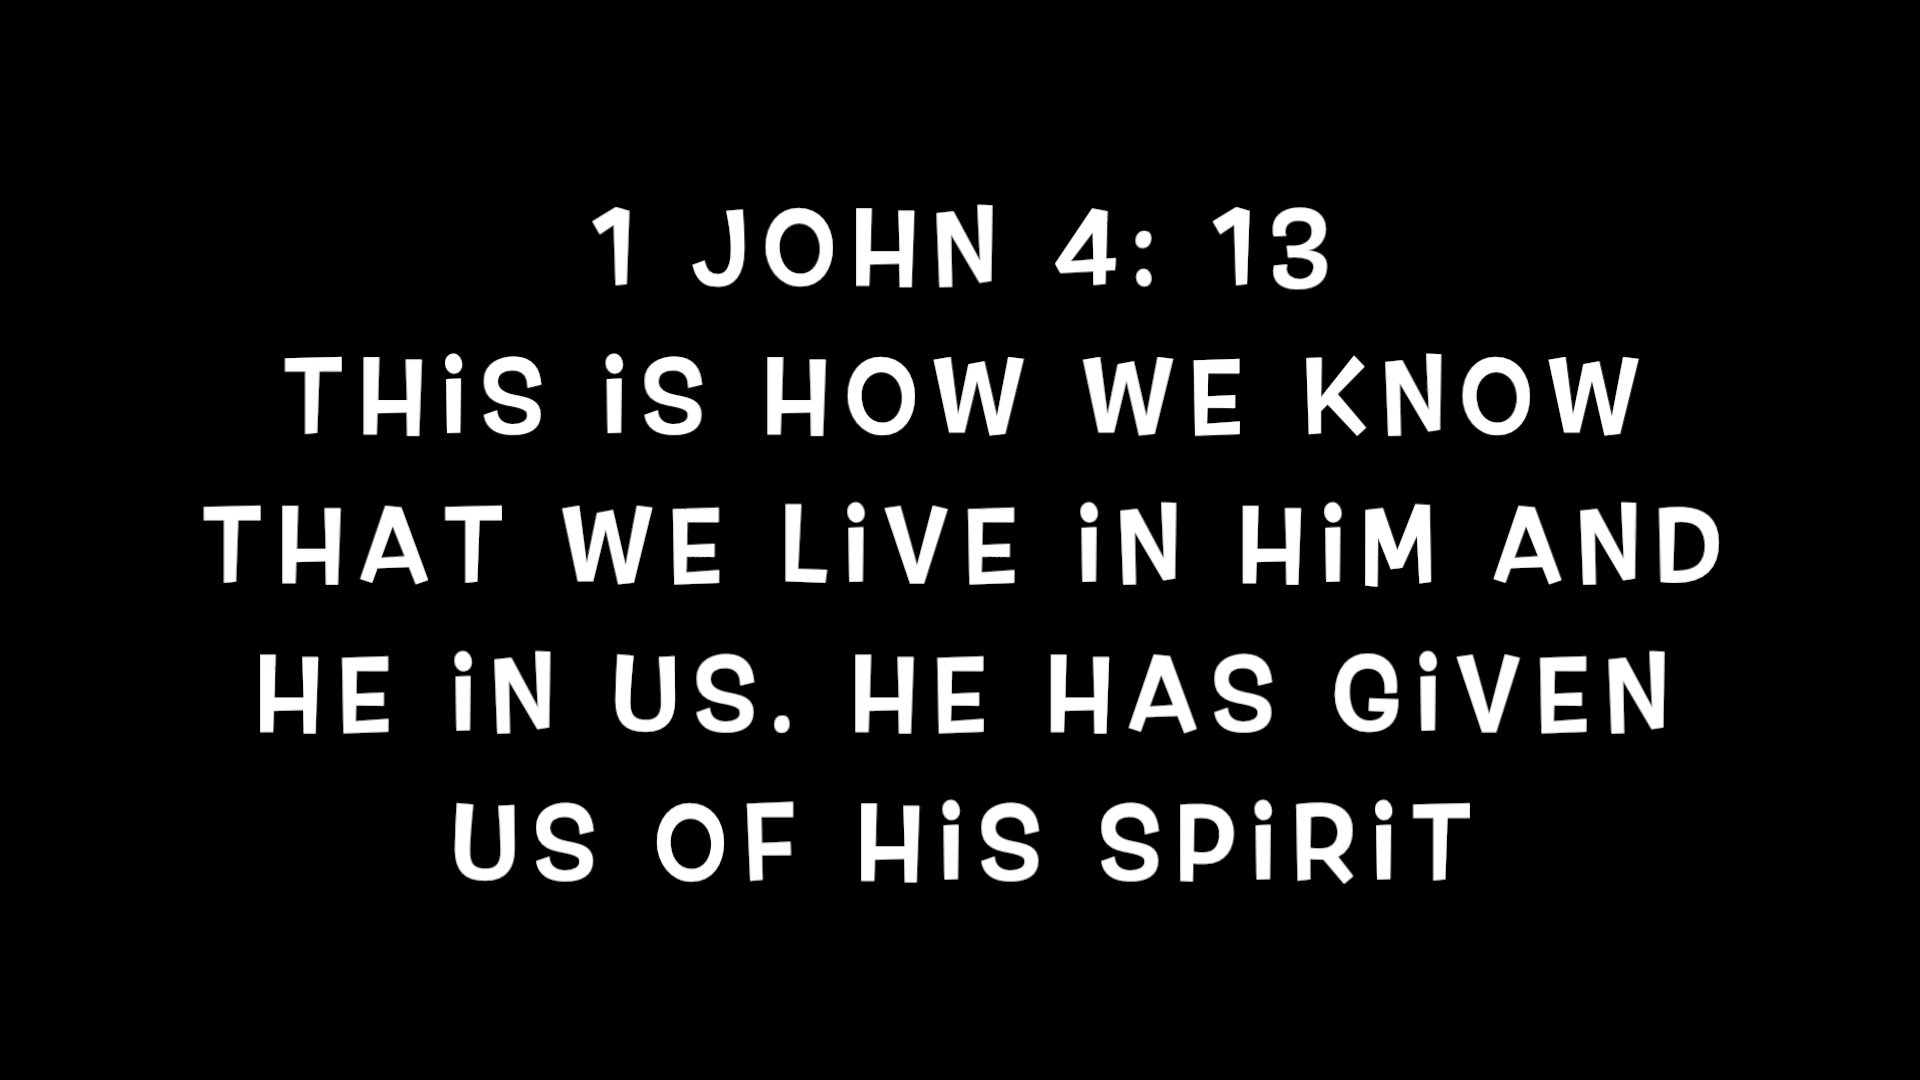 1 JOHN 4: 13
THiS iS HOW WE KNOW
THAT WE LiVE iN HiM AND
HE iN US. HE HAS GiVEN
US OF HiS SPiRiT